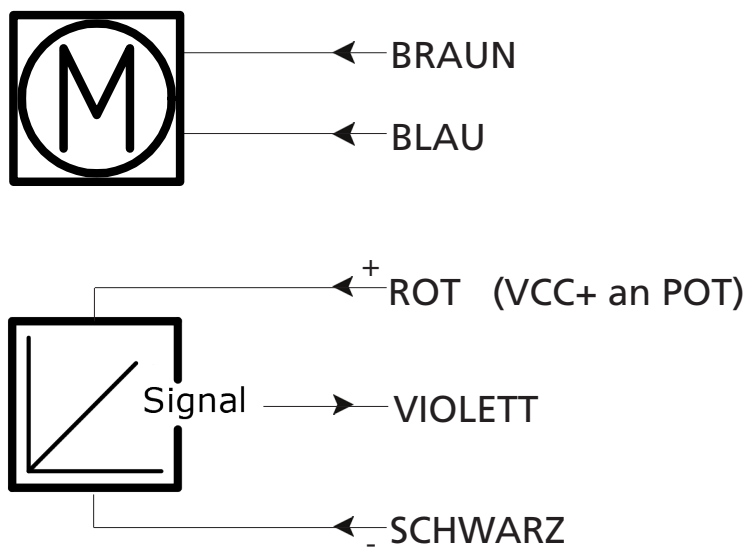 M
BRAUN
BLAU
+
ROT (VCC+ an POT)
Signal
VIOLETT
SCHWARZ
-